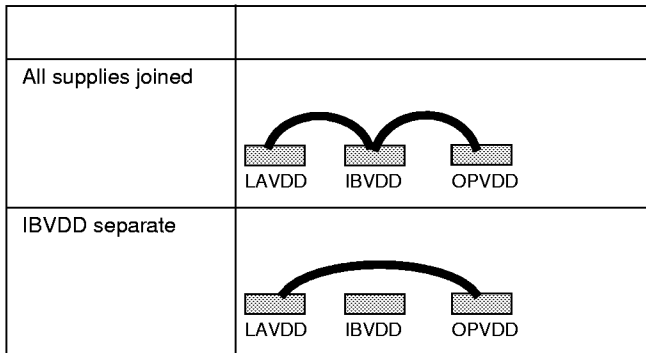 All supplies joined
LAVDD IBVDD OPVDD
IBVDD separate
LAVDD IBVDD OPVDD